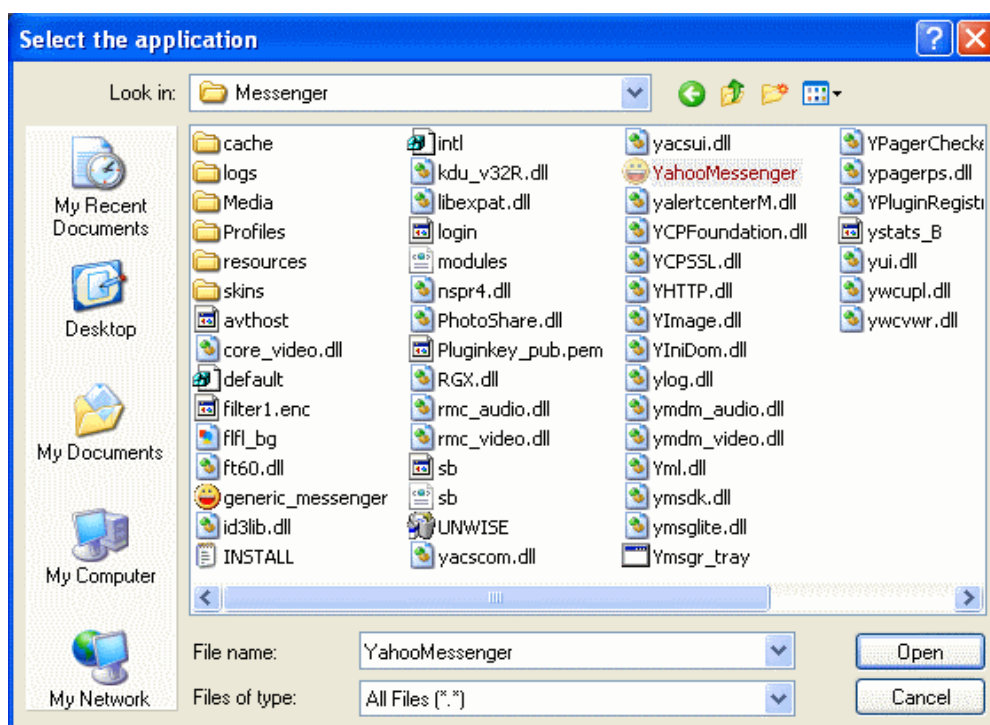 Select the application
Look in:
Messenger
My Recent
Documents
Desktop
My Documents
My Computer
My Network
cache
logs
Media
Profiles
resources
skins
avthost
core_video.dll
default
filter1.enc
flfl_bg
ft60.dll
generic_messenger
id3lib.dll
INSTALL
intl
kdu_v32R.dll
libexpat.dll
login
modules
nspr4.dll
PhotoShare.dll
Pluginkey_pub.pem
RGX.dll
rmc_audio.dll
rmc_video.dll
sb
sb
UNWISE
yacscom.dll
yacsui.dll
YahooMessenger
yalertcenterM.dll
YCPFoundation.dll
YCPSSL.dll
YHTTP.dll
YImage.dll
YIniDom.dll
ylog.dll
ymdm_audio.dll
ymdm_video.dll
Yml.dll
ymsdk.dll
ymsglite.dll
Ymsgr_tray
YPagerChecke
ypagerps.dll
YPluginRegistr
ystats_B
yui.dll
ywcupl.dll
ywcvwr.dll
File name:
YahooMessenger
Open
Files of type:
All Files (*.*)
Cancel